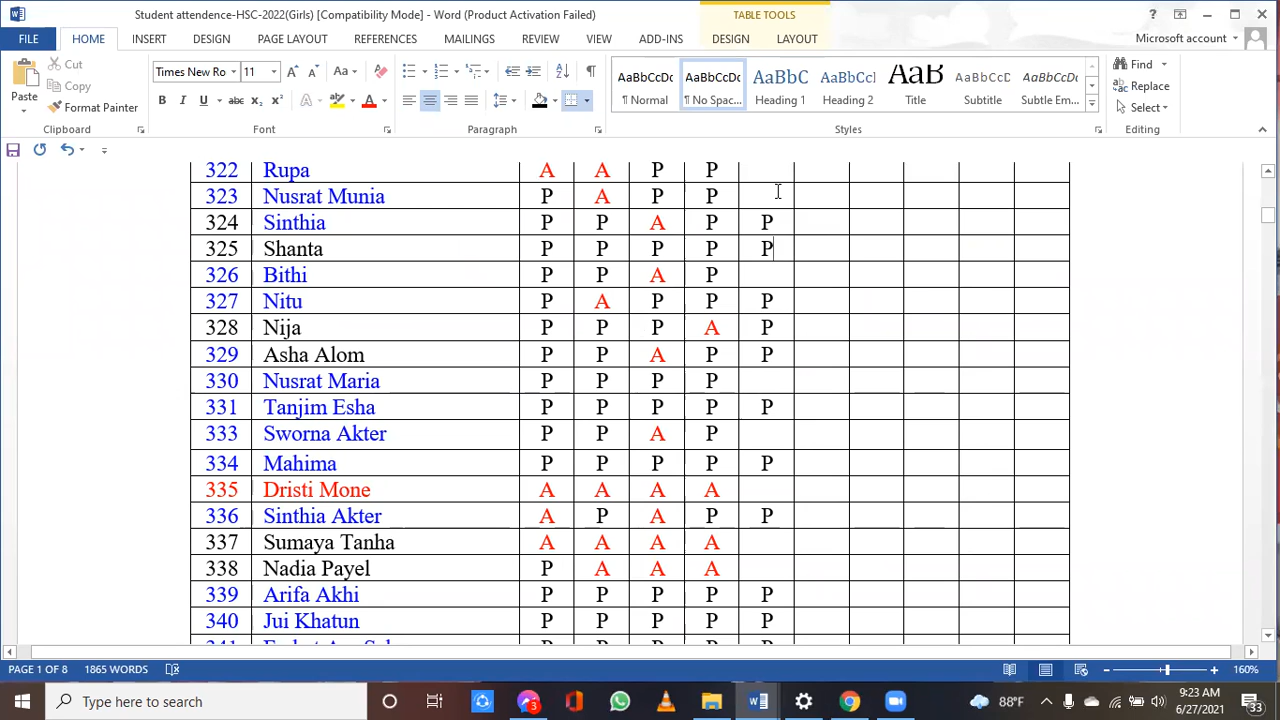 Student attendence-HSC-2022(Girls) [Compatibility Mode] - Word (Product Activation Failed)
TABLE TOOLS
?
FILE HOME INSERT DESIGN PAGE LAYOUT REFERENCES MAILINGS REVIEW VIEW ADD-INS DESIGN LAYOUT Microsoft account
Paste
Cut
Copy
Format Painter
Clipboard
Times New Ro 11
Font
Paragraph
AaBbCcDc AaBbCcDc AaBbC AaBbCcI AaB AaBbCcDd AaBbCcDd
¶ Normal ¶ No Spac... Heading 1 Heading 2 Title Subtitle Subtle Em...
Styles
Find
Replace
Select
Editing
322 Rupa A A P P
323 Nusrat Munia P A P P
324 Sinthia P P A P P
325 Shanta P P P P P
326 Bithi P P A P
327 Nitu P A P P P
328 Nija P P P A P
329 Asha Alom P P A P P
330 Nusrat Maria P P P P
331 Tanjim Esha P P P P P
333 Sworna Akter P P A P
334 Mahima P P P P P
335 Dristi Mone A A A A
336 Sinthia Akter A P A P P
337 Sumaya Tanha A A A A
338 Nadia Payel P A A A
339 Arifa Akhi P P P P P
340 Jui Khatun P P P P P
PAGE 1 OF 8 1865 WORDS 160%
Type here to search
3
88°F
9:23 AM
6/27/2021
33